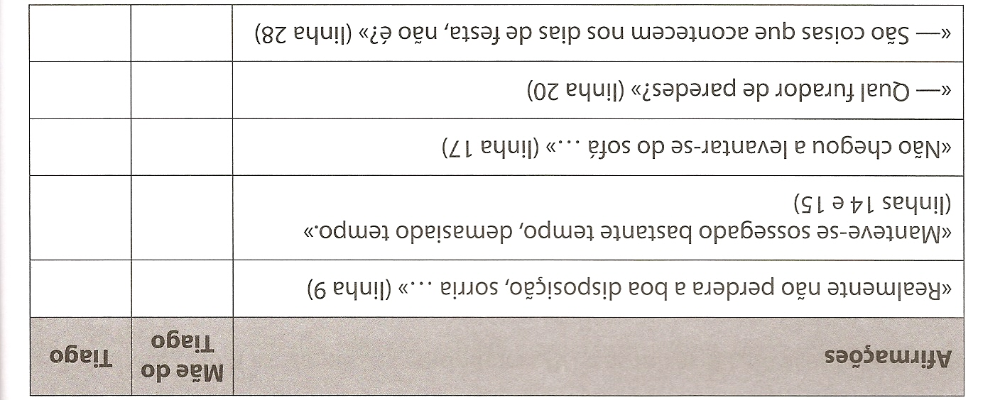 Afirmações
Mãe do
Tiago
Tiago
«Realmente não perdera a boa disposição, sorria …» (linha 9)
«Manteve-se sossegado bastante tempo, demasiado tempo.»
(linhas 14 e 15)
«Não chegou a levantar-se do sofá …» (linha 17)
«— Qual furador de paredes?» (linha 20)
«— São coisas que acontecem nos dias de festa, não é?» (linha 28)